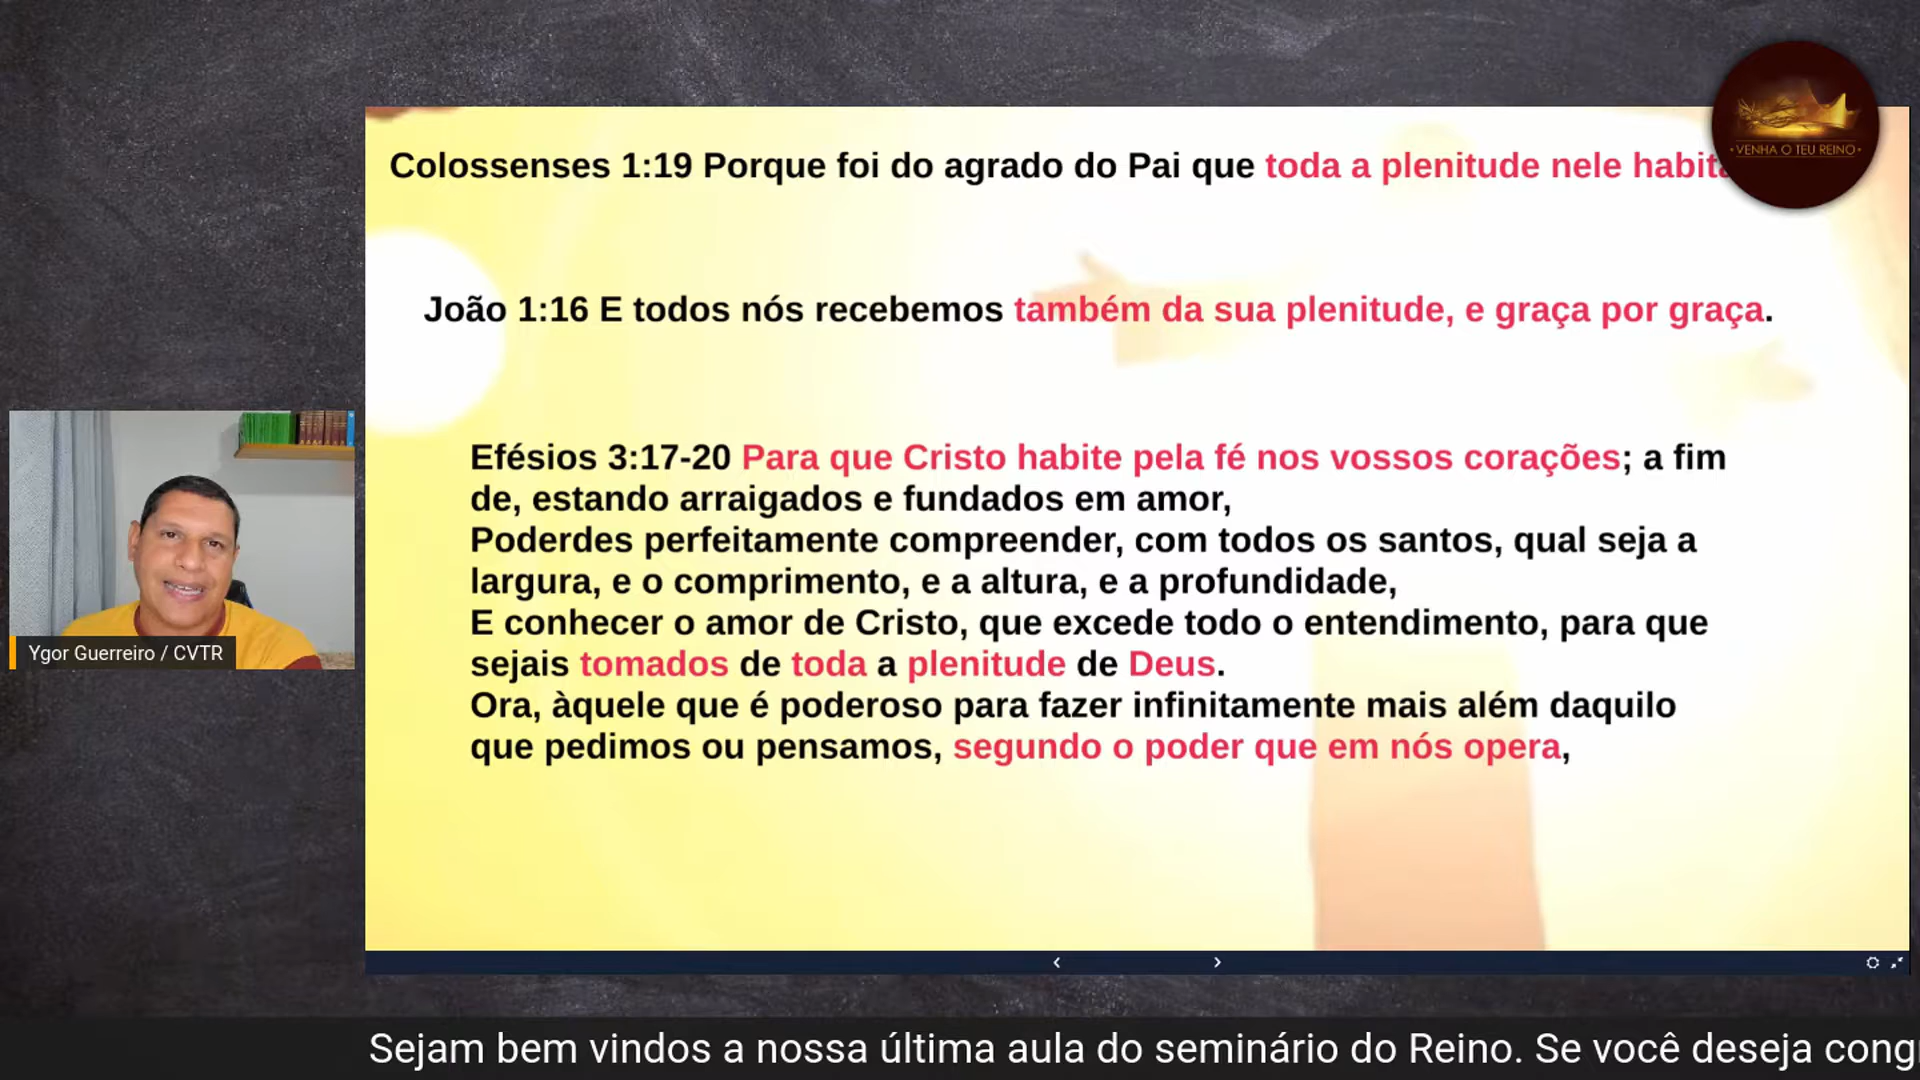 Colossenses 1:19 Porque foi do agrado do Pai que toda a plenitude nele
• VENHA O TEU REINO •
João 1:16 E todos nós recebemos também da sua plenitude, e graça por graça.
Efésios 3:17-20 Para que Cristo habite pela fé nos vossos corações; a fim
de, estando arraigados e fundados em amor,
Poderdes perfeitamente compreender, com todos os santos, qual seja a
largura, e o comprimento, e a altura, e a profundidade,
E conhecer o amor de Cristo, que excede todo o entendimento, para que
sejais tomados de toda a plenitude de Deus.
Ora, àquele que é poderoso para fazer infinitamente mais além daquilo
que pedimos ou pensamos, segundo o poder que em nós opera,
Ygor Guerreiro / CVTR
Sejam bem vindos a nossa última aula do seminário do Reino. Se você deseja